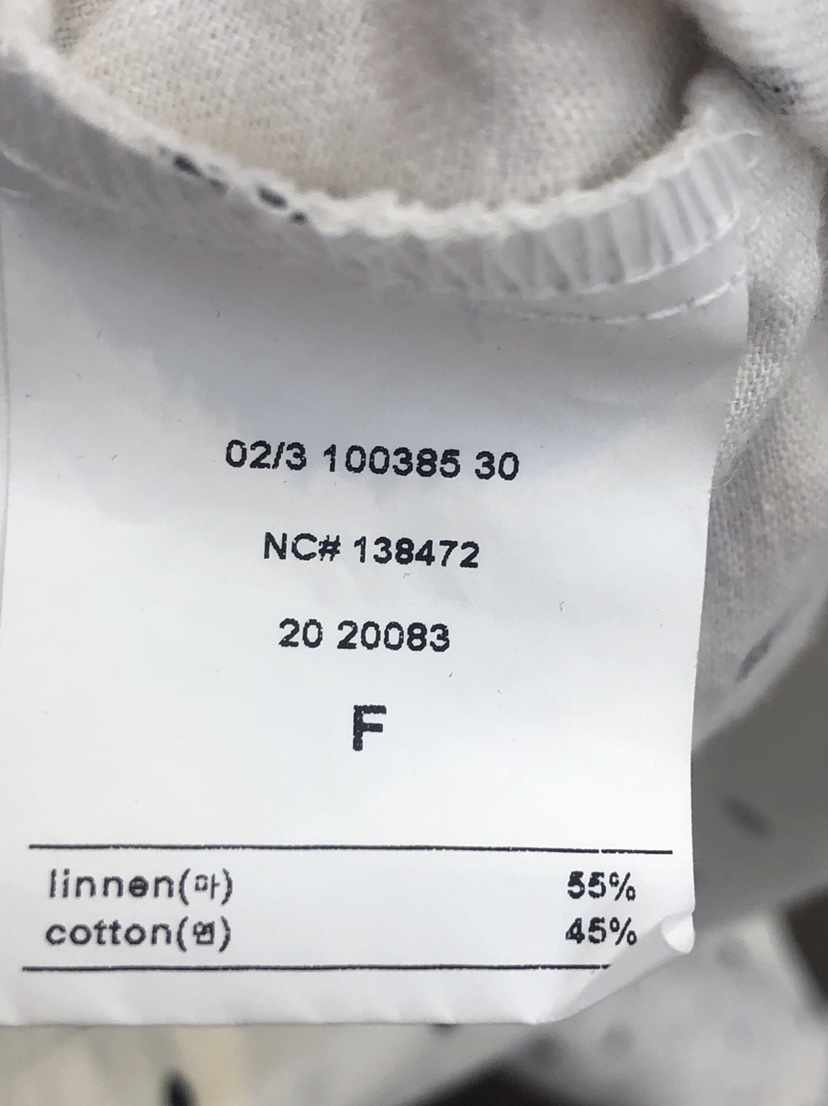 02/3 100385 30
NC# 138472
20 20083
F
linnen(마) 55%
cotton(면) 45%